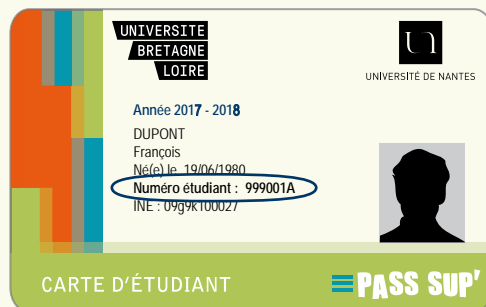 UNIVERSITE
BRETAGNE
LOIRE
UNIVERSITÉ DE NANTES
Année 2017 - 2018
DUPONT
François
Né(e) le 19/06/1980
Numéro étudiant : 999001A
INE : 09g9k100027
CARTE D'ÉTUDIANT
PASS SUP'